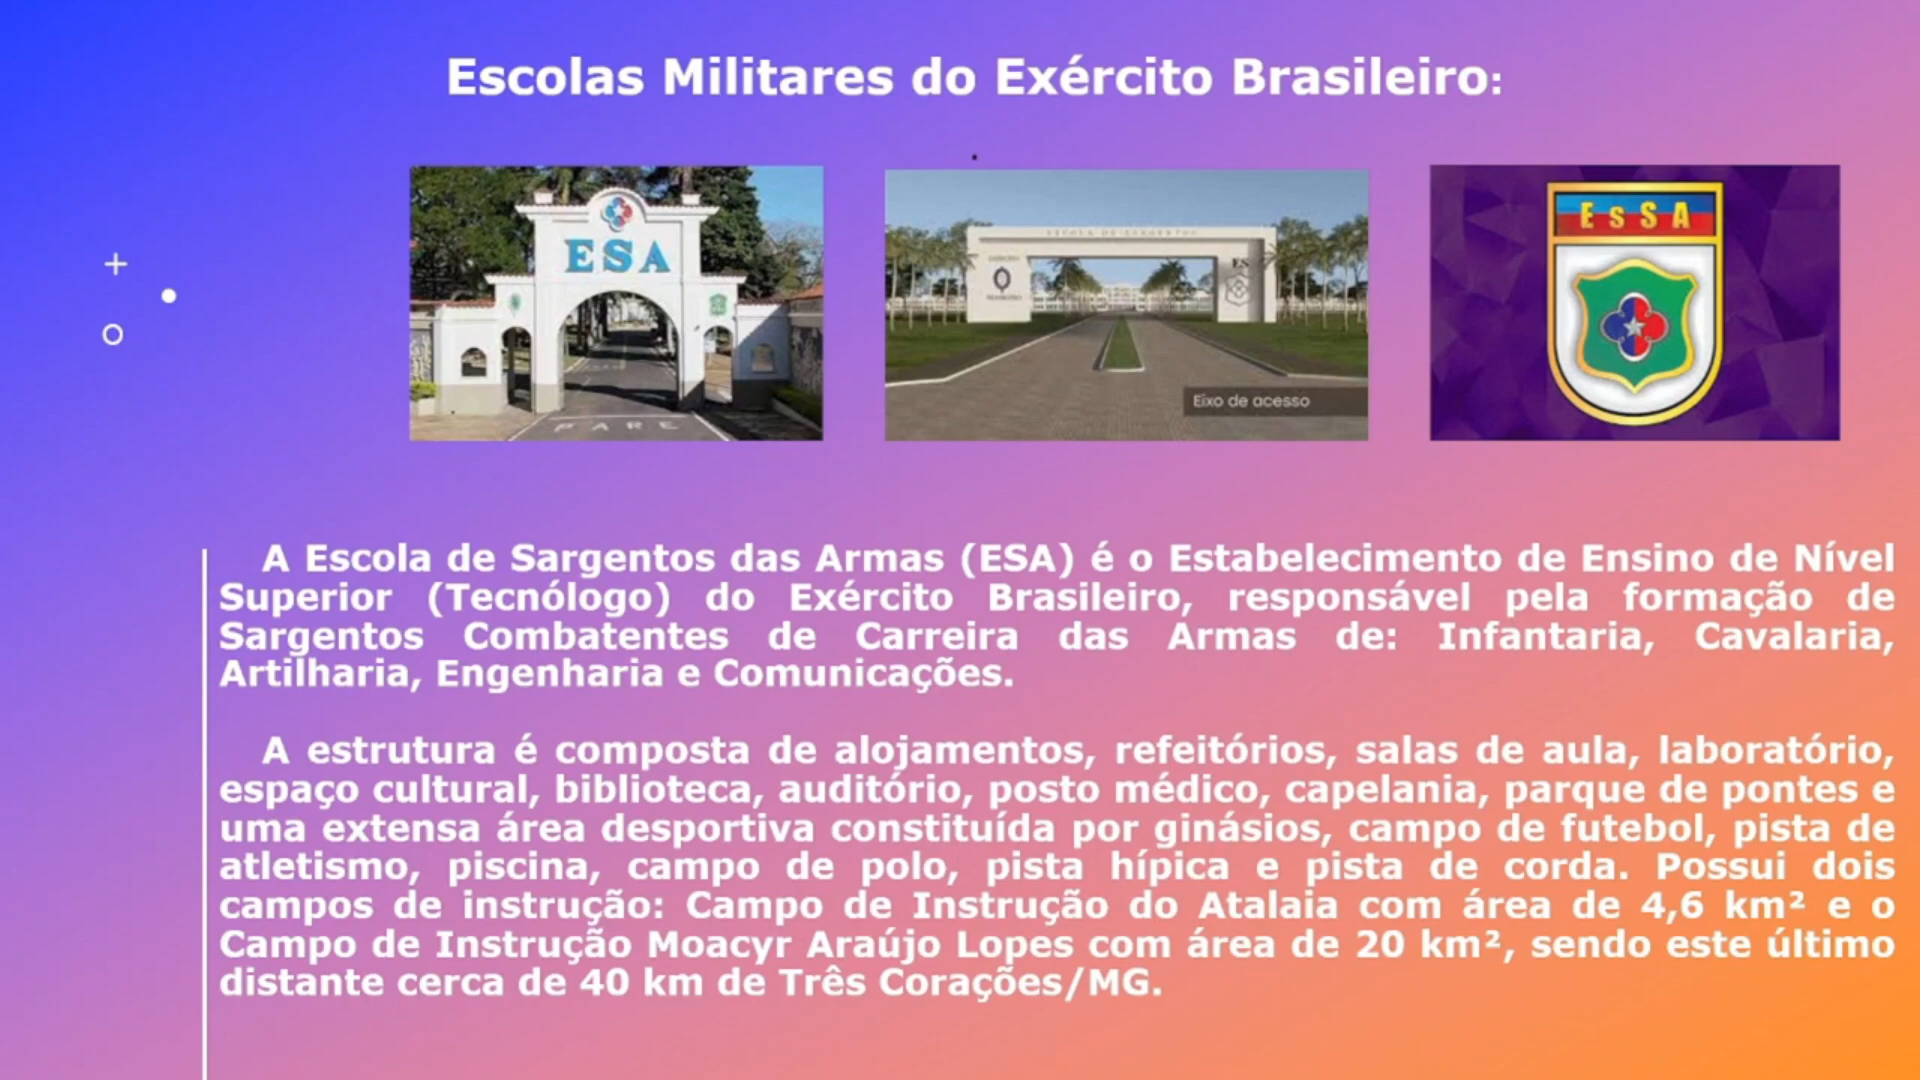 Escolas Militares do Exército Brasileiro:
ESA
PARE
ESCOLA DE SARGENTOS
EXÉRCITO
BRASILEIRO
ES
Eixo de acesso
EsSA
A Escola de Sargentos das Armas (ESA) é o Estabelecimento de Ensino de Nível
Superior (Tecnólogo) do Exército Brasileiro, responsável pela formação de
Sargentos Combatentes de Carreira das Armas de: Infantaria, Cavalaria,
Artilharia, Engenharia e Comunicações.
A estrutura é composta de alojamentos, refeitórios, salas de aula, laboratório,
espaço cultural, biblioteca, auditório, posto médico, capelania, parque de pontes e
uma extensa área desportiva constituída por ginásios, campo de futebol, pista de
atletismo, piscina, campo de polo, pista hípica e pista de corda. Possui dois
campos de instrução: Campo de Instrução do Atalaia com área de 4,6 km² e o
Campo de Instrução Moacyr Araújo Lopes com área de 20 km², sendo este último
distante cerca de 40 km de Três Corações/MG.